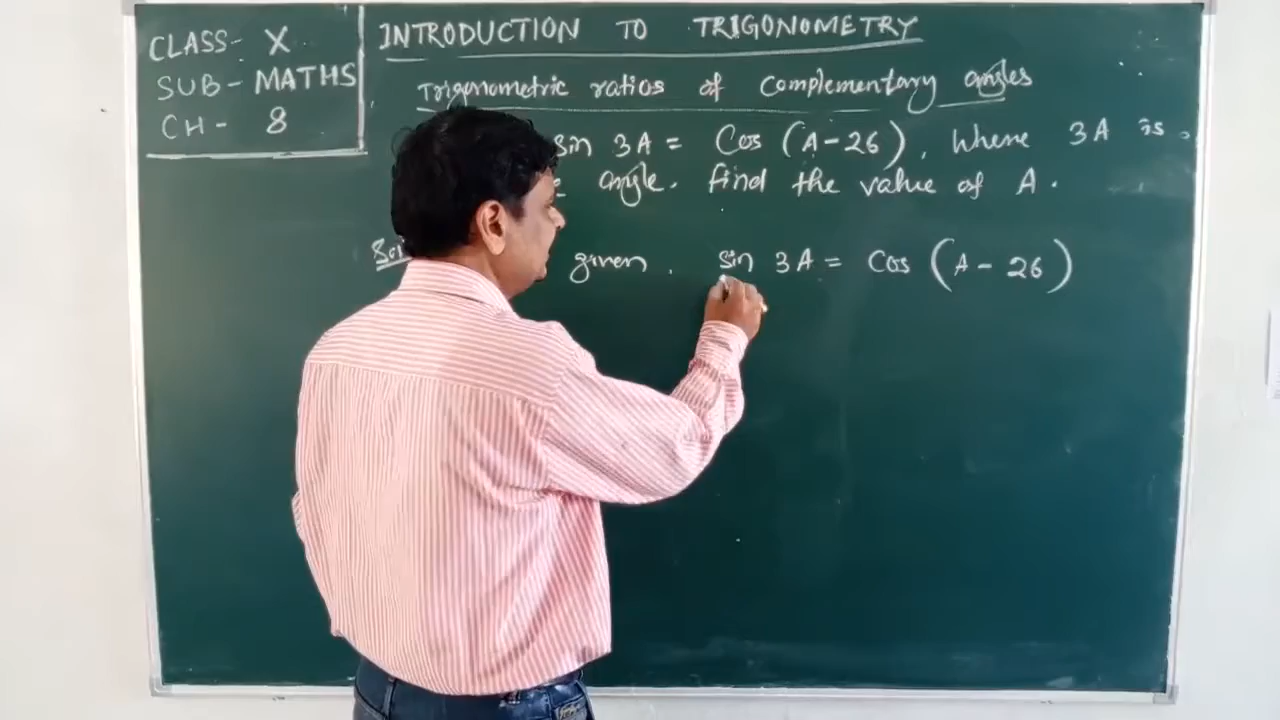 CLASS- X
SUB - MATHS
CH - 8
INTRODUCTION TO TRIGONOMETRY
Trigonometric ratios of Complementary angles
sin 3A = Cos (A-26), Where 3A is
angle. find the value of A.
given. sin 3A = Cos (A - 26)